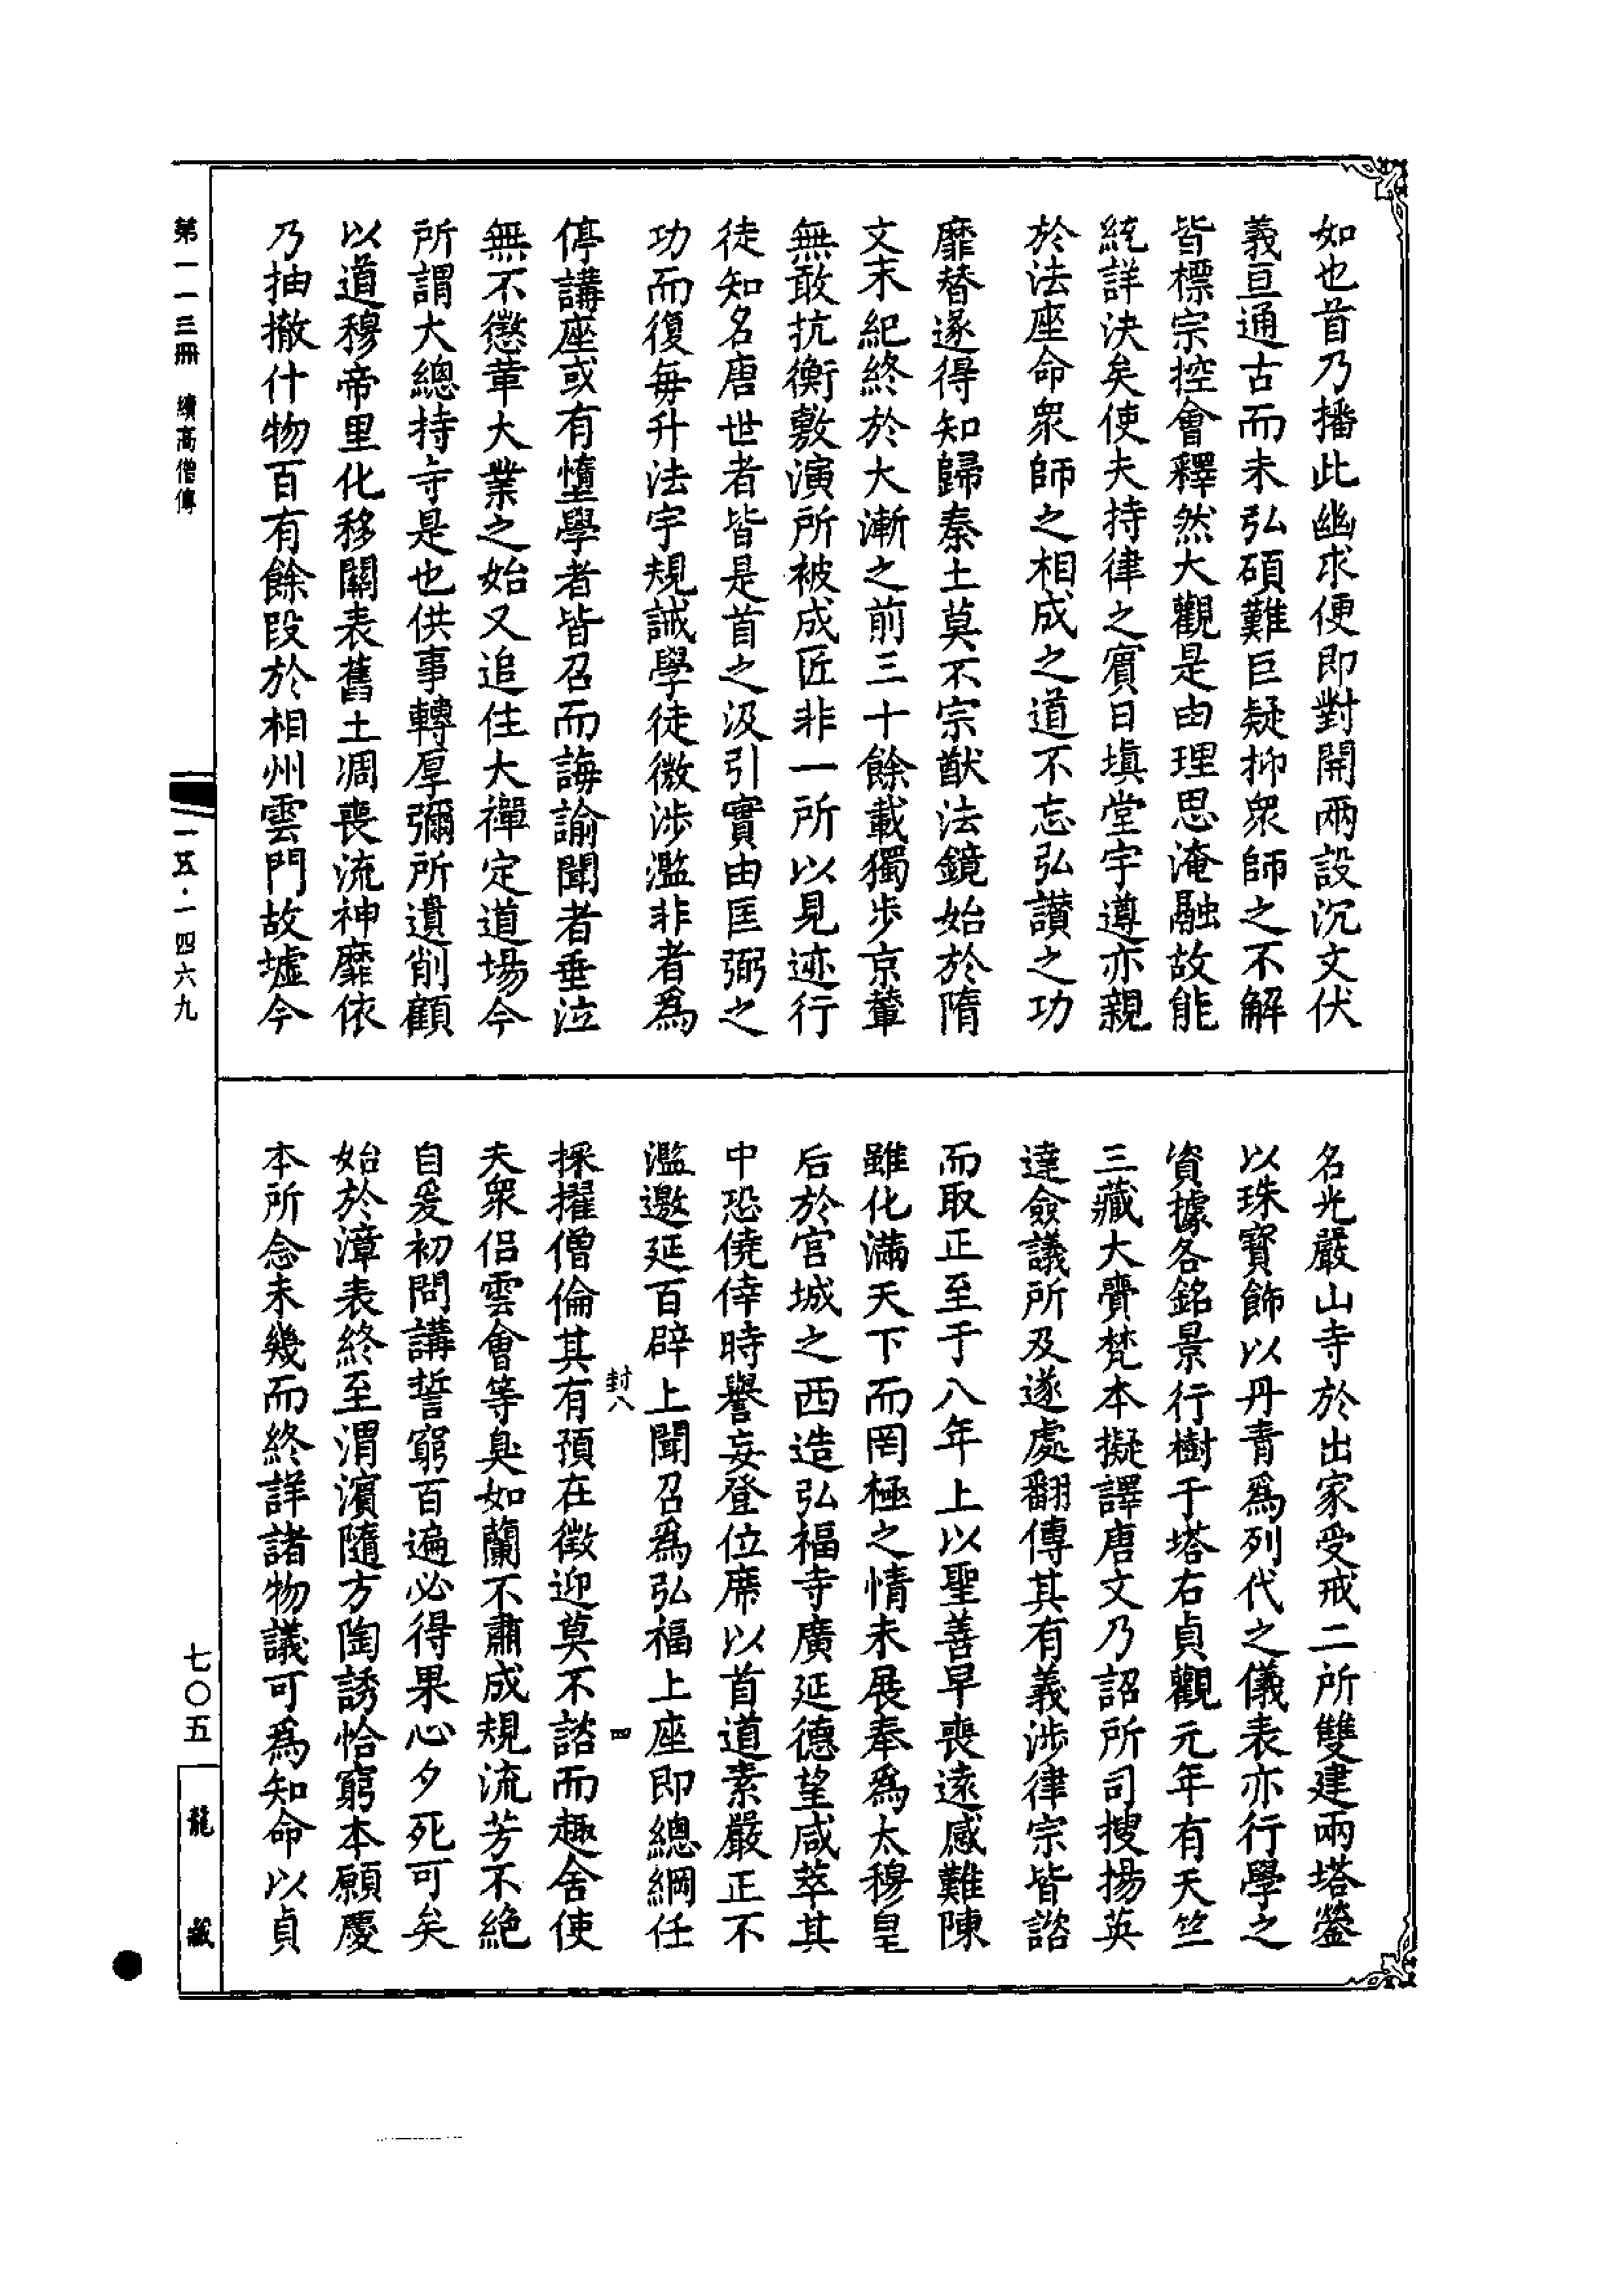 如也首乃播此幽求便即對開兩設沉文伏
義亘通古而未弘碩難巨疑抑衆師之不解
皆標宗控會釋然大觀是由理思淹融故能
統詳決矣使夫持律之賓日塡堂宇遵亦親
於法座命衆師之相成之道不忘弘讚之功
靡替遂得知歸秦土莫不宗猷法鏡始於隋
文末紀終於大漸之前三十餘載獨步京輦
無敢抗衡敷演所被成匠非一所以見迹行
徒知名唐世者皆是首之汲引實由匡弼之
功而復每升法宇規誡學徒微涉濫非者爲
停講座或有墮學者皆召而誨諭聞者垂泣
無不懲革大業之始又追住大禪定道場今
所謂大總持寺是也供事轉厚彌所遺削顧
以道穆帝里化移關表舊土凋喪流神靡依
乃抽撤什物百有餘段於相州雲門故墟今
名光嚴山寺於出家受戒二所雙建兩塔鎣
以珠寶飾以丹青爲列代之儀表亦行學之
資據各銘景行樹于塔右貞觀元年有天竺
三藏大齎梵本擬譯唐文乃詔所司搜揚英
達僉議所及遂處翻傳其有義涉律宗皆諮
而取正至于八年上以聖善早喪遠感難陳
雖化滿天下而罔極之情未展奉爲太穆皇
后於宮城之西造弘福寺廣延德望咸萃其
中恐僥倖時譽妄登位席以首道素嚴正不
濫邀延百辟上聞召爲弘福上座即總綱任
採擢僧倫其有預在徵迎莫不諮而趣舍使
夫衆侶雲會等臭如蘭不肅成規流芳不絕
自爰初問講誓窮百遍必得果心夕死可矣
始於漳表終至渭濱隨方陶誘恰窮本願慶
本所念未幾而終詳諸物議可爲知命以貞
封八
四
第一一三冊 續高僧傳
一五·一四六九
七〇五
龍藏